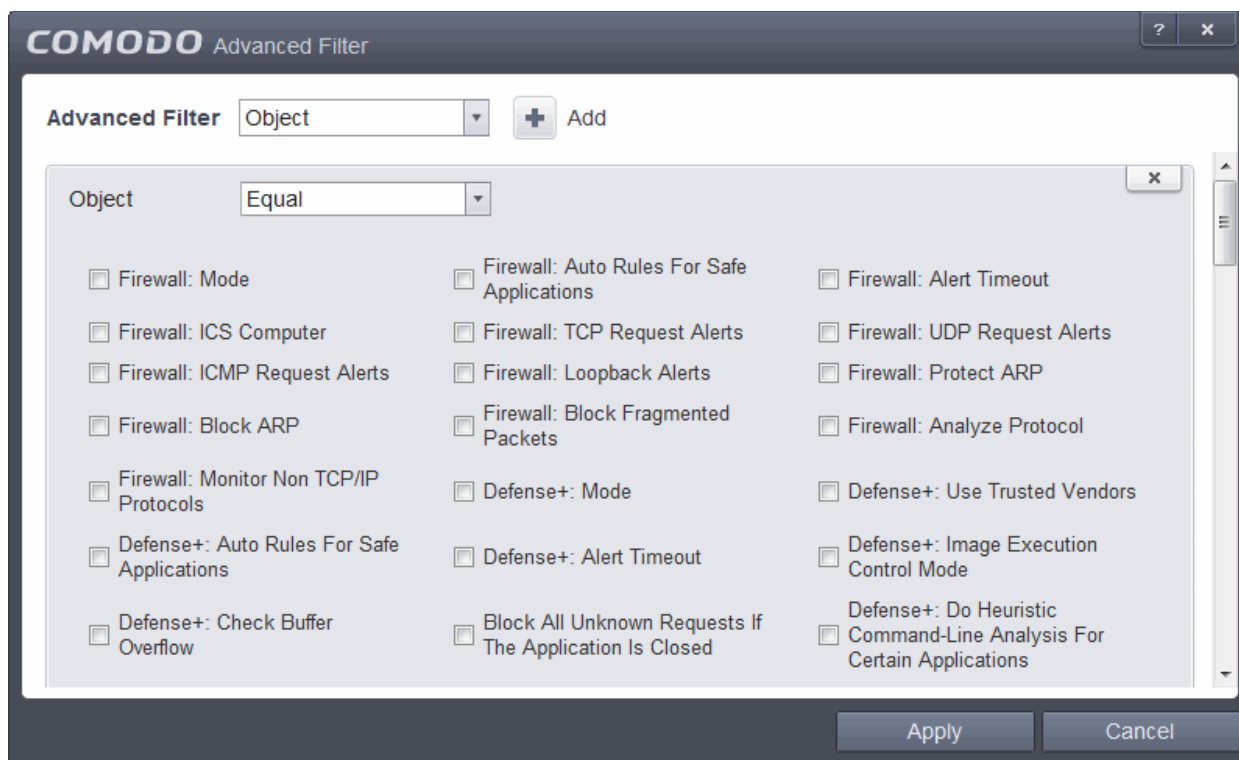 COMODO Advanced Filter ? x
Advanced Filter Object + Add
Object Equal x
Firewall: Mode
Firewall: Auto Rules For Safe
Applications
Firewall: Alert Timeout
Firewall: ICS Computer
Firewall: TCP Request Alerts
Firewall: UDP Request Alerts
Firewall: ICMP Request Alerts
Firewall: Loopback Alerts
Firewall: Protect ARP
Firewall: Block ARP
Firewall: Block Fragmented
Packets
Firewall: Analyze Protocol
Firewall: Monitor Non TCP/IP
Protocols
Defense+: Mode
Defense+: Use Trusted Vendors
Defense+: Auto Rules For Safe
Applications
Defense+: Alert Timeout
Defense+: Image Execution
Control Mode
Defense+: Check Buffer
Overflow
Block All Unknown Requests If
The Application Is Closed
Defense+: Do Heuristic
Command-Line Analysis For
Certain Applications
Apply
Cancel